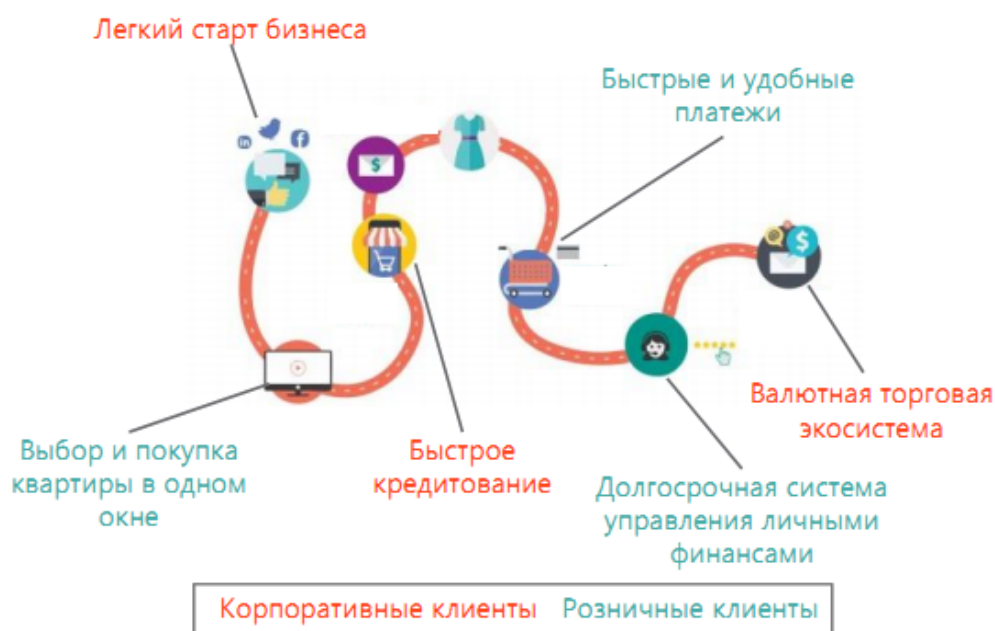 Легкий старт бизнеса
Быстрые и удобные
платежи
in
f
$
@
$
Валютная торговая
экосистема
Выбор и покупка
квартиры в одном
окне
Быстрое
кредитование
Долгосрочная система
управления личными
финансами
Корпоративные клиенты Розничные клиенты